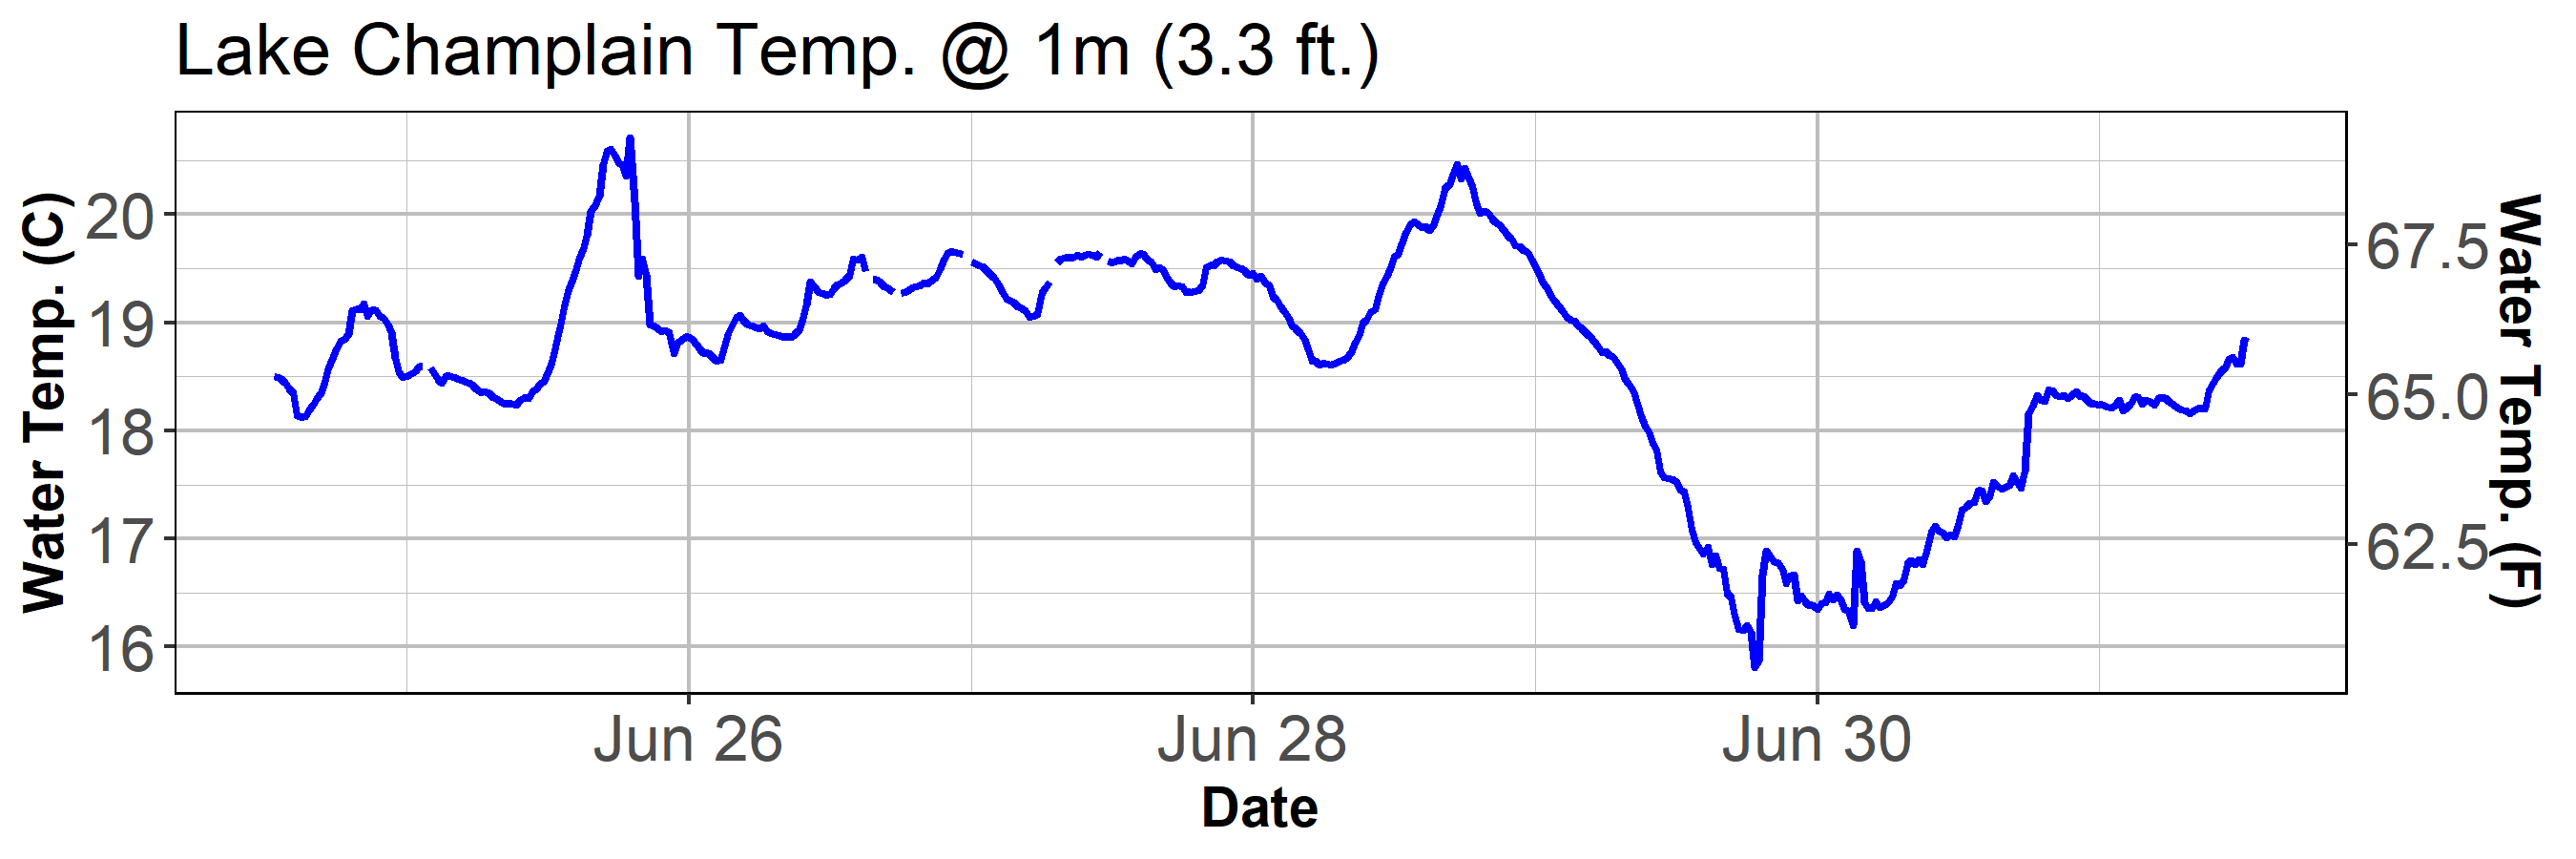 Lake Champlain Temp. @ 1m (3.3 ft.)
Water Temp. (C)
20
19
18
17
16
67.5
65.0
62.5
Water Temp. (F)
Jun 26
Jun 28
Jun 30
Date